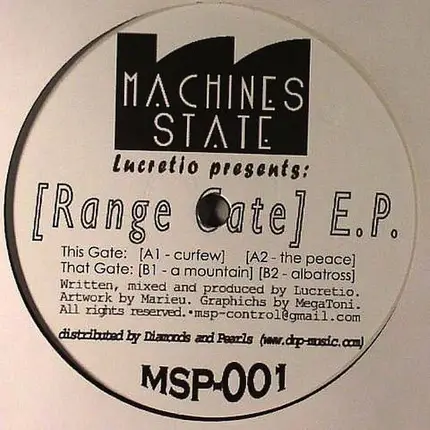 MACHINES
STATE
Lucretio presents:
[Range Gate] E.P.
This Gate: [A1 - curfew] [A2 - the peace]
That Gate: [B1 - a mountain] [B2 - albatross]
Written, mixed and produced by Lucretio.
Artwork by Marieu. Graphichs by MegaToni.
All rights reserved.•msp-control@gmail.com
distributed by Diamonds and Pearls (www.dnp-music.com)
MSP-001